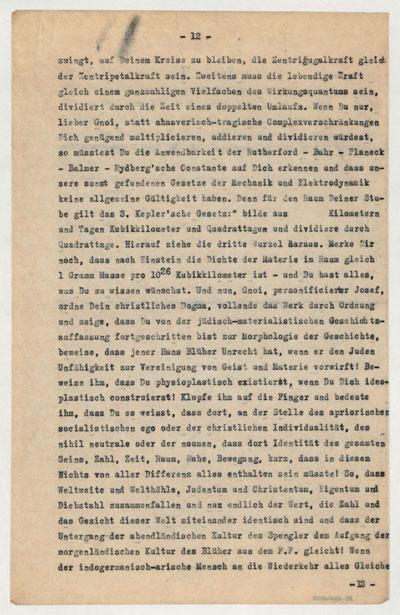 - 12 -
zwingt, auf Deinem Kreise zu bleiben, die Zentrifugalkraft gleich
der Zentripetalkraft sein. Zweitens muss die lebendige Kraft
gleich einem ganzzahligen Vielfachen des Wirkungsquantums sein,
dividiert durch die Zeit eines doppelten Umlaufs. Wenn Du nur,
lieber Gnoi, statt ahasverisch-tragische Complexverschränkungen
Dich genügend multiplicieren, addieren und dividieren würdest,
so müsstest Du die Anwendbarkeit der Rutherford - Bahr - Planeck
- Balmer - Rydberg'sche Constante auf Dich erkennen und dass un-
sere sonst gefundenen Gesetze der Mechanik und Elektrodynamik
keine allgemeine Gültigkeit haben. Denn für den Raum Deiner Stu-
be gilt das 3. Kepler'sche Gesetz:" bilde aus Kilometern
und Tagen Kubikkilometer und Quadrattagen und dividiere durch
Quadrattage. Hierauf ziehe die dritte Wurzel daraus. Merke Dir
noch, dass nach Einstein die Dichte der Materie im Raum gleich
1 Gramm Masse pro 10²⁶ Kubikkilometer ist - und Du hast alles,
was Du zu wissen wünschst. Und nun, Gnoi, personificierter Josef,
ordne Dein christliches Dogma, vollende das Werk durch Ordnung
und zeige, dass Du von der jüdisch-materialistischen Geschichts-
auffassung fortgeschritten bist zur Morphologie der Geschichte,
beweise, dass jener Hans Blüher Unrecht hat, wenn er den Juden
Unfähigkeit zur Vereinigung von Geist und Materie vorwirft! Be-
weise ihm, dass Du physioplastisch existierst, wenn Du Dich ideo-
plastisch construierst! Klopfe ihm auf die Finger und bedeute
ihm, dass Du es weisst, dass dort, an der Stelle des apriorischen
socialistischen ego oder der christlichen Individualität, des
nihil neutrale oder der noumen, dass dort Identität des gesamten
Seins, Zahl, Zeit, Raum, Ruhe, Bewegung, kurz, dass in diesem
Nichts von aller Differenz alles enthalten sein müsste! So, dass
Weltweite und Welthöhle, Judentum und Christentum, Eigentum und
Diebstahl zusammenfallen und nun endlich der Wert, die Zahl und
das Gesicht dieser Welt miteinander identisch sind und dass der
Untergang der abendländischen Kultur des Spengler dem Aufgang der
morgenländischen Kultur des Blüher aus dem F.F. gleicht! Wenn
der indogermanisch-arische Mensch an die Wiederkehr alles Gleichen
-13 -